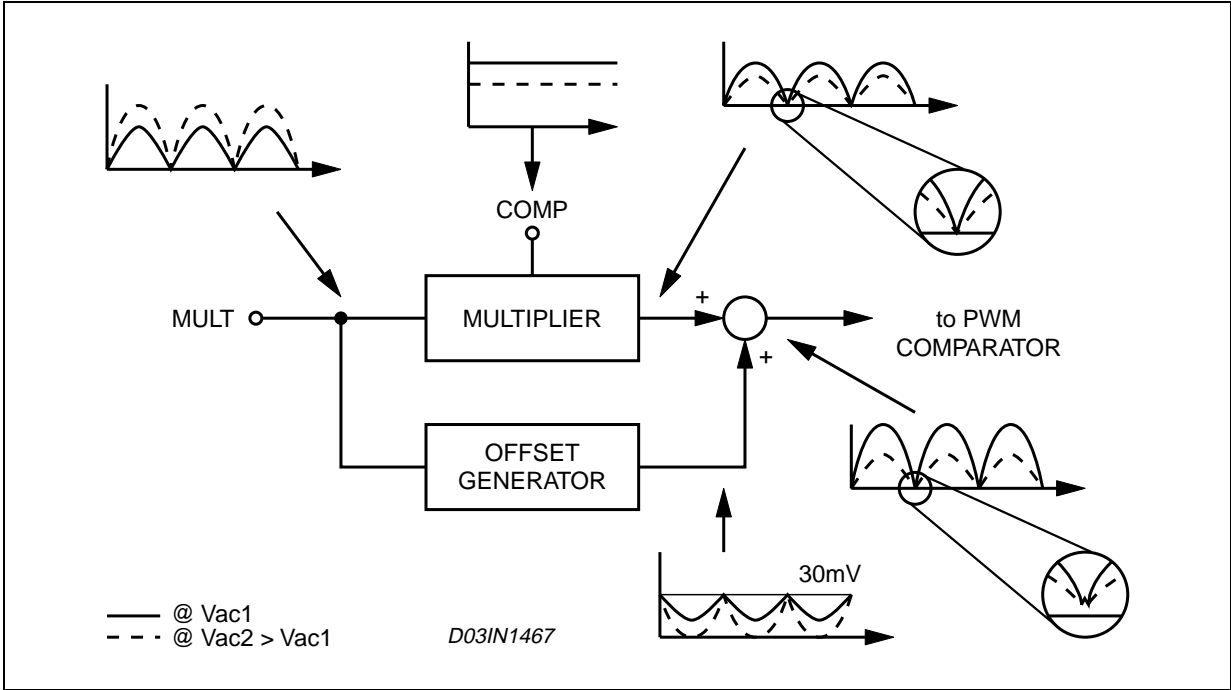 COMP
MULT
MULTIPLIER
+
+
to PWM
COMPARATOR
OFFSET
GENERATOR
30mV
@ Vac1
@ Vac2 > Vac1
D03IN1467